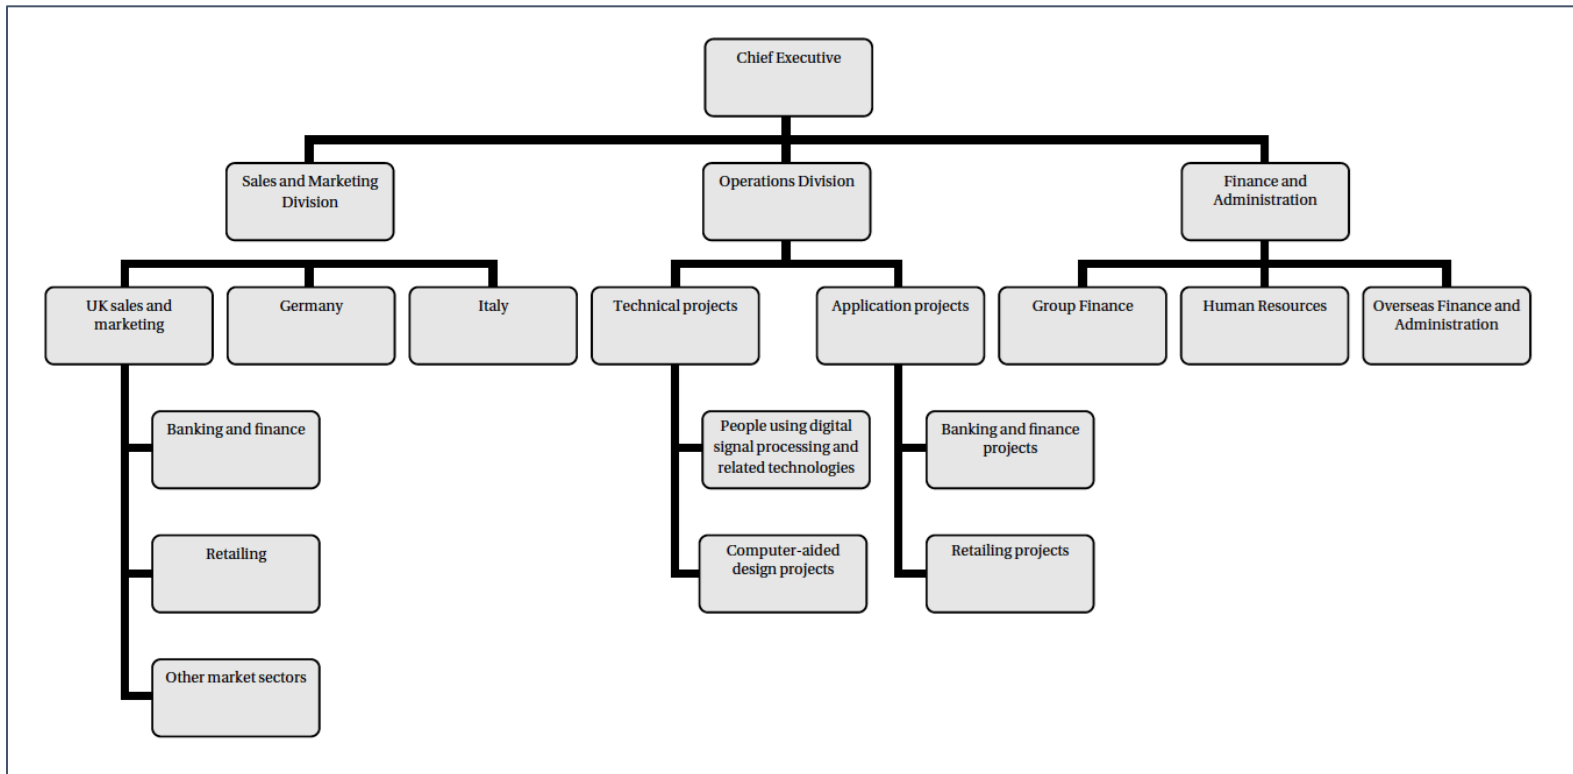 Chief Executive
Sales and Marketing
Division
Operations Division
Finance and
Administration
UK sales and
marketing
Germany
Italy
Technical projects
Application projects
Group Finance
Human Resources
Overseas Finance and
Administration
Banking and finance
People using digital
signal processing and
related technologies
Banking and finance
projects
Retailing
Computer-aided
design projects
Retailing projects
Other market sectors